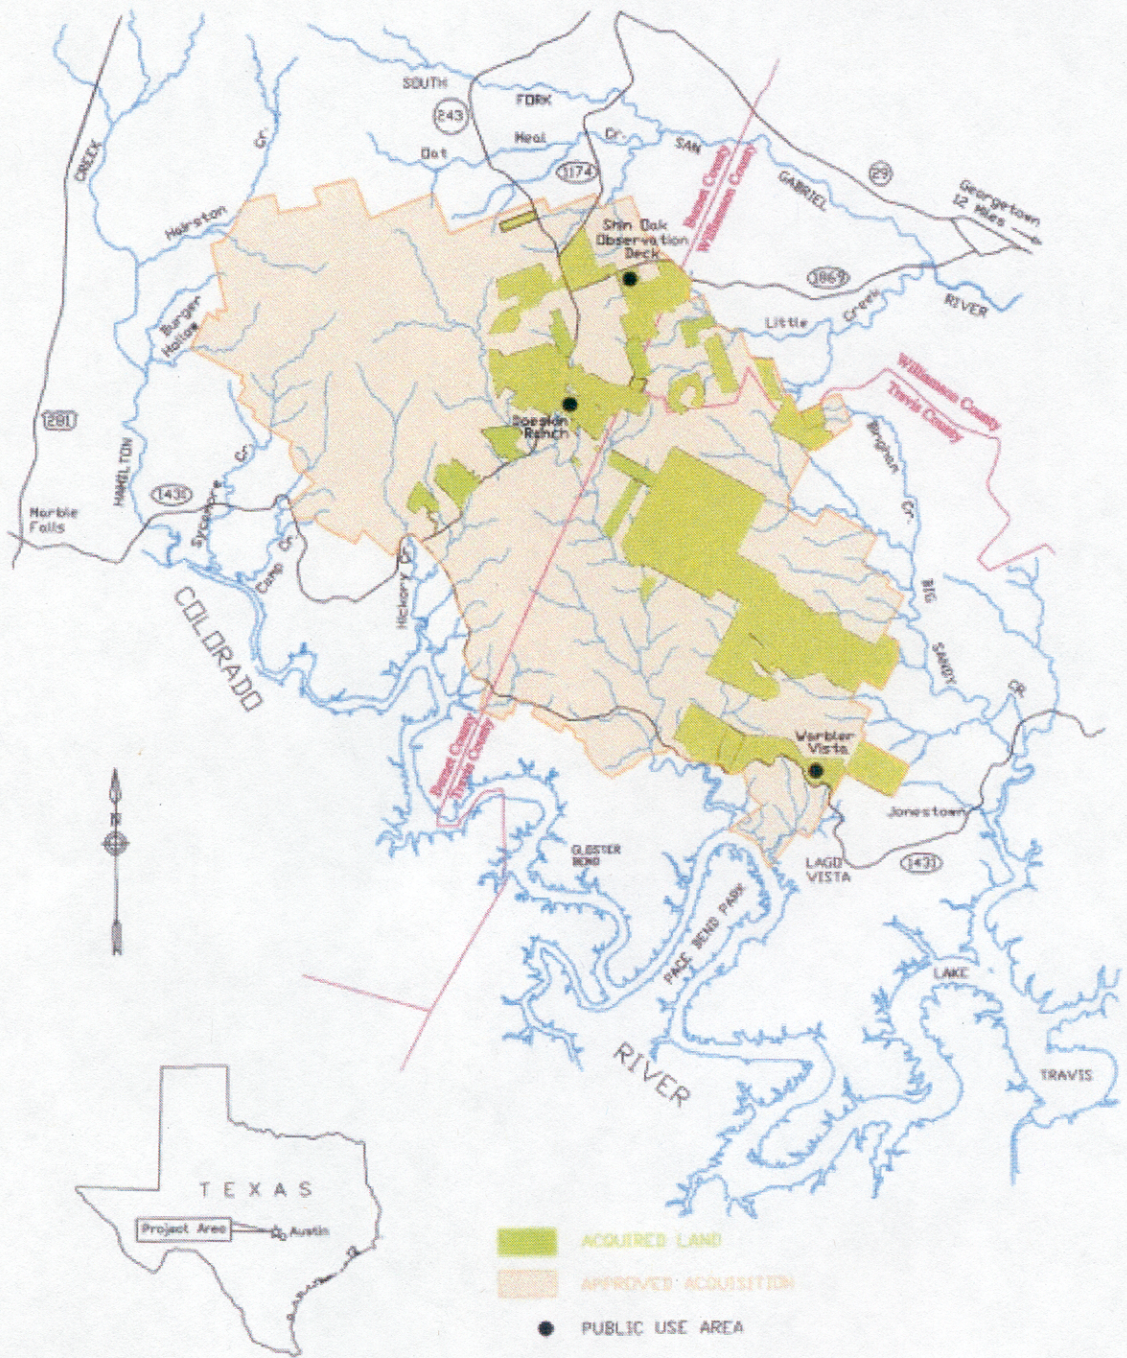 SOUTH
FORK
243
Oat
Meal
Cr.
SAN
GABRIEL
RIVER
1174
29
Georgetown
12 Miles
CREEK
Cr.
Hairston
Burnet County
Williamson County
Shin Oak
Observation
Deck
1869
Little
Creek
Burger
Hollow
Williamson County
Travis County
281
HAMILTON
Doeskin
Ranch
Brighan
Cr.
1431
Marble
Falls
Sycamore
Cr.
Camp
Cr.
Hickory
Cr.
COLORADO
BIG
SANDY
CR.
Burnet County
Travis County
Warbler
Vista
Jonestown
LAGO
VISTA
1431
GLOSTER
BEND
PACE BEND PARK
N
LAKE
TRAVIS
RIVER
TEXAS
Project Area
Austin
ACQUIRED LAND
APPROVED ACQUISITION
PUBLIC USE AREA